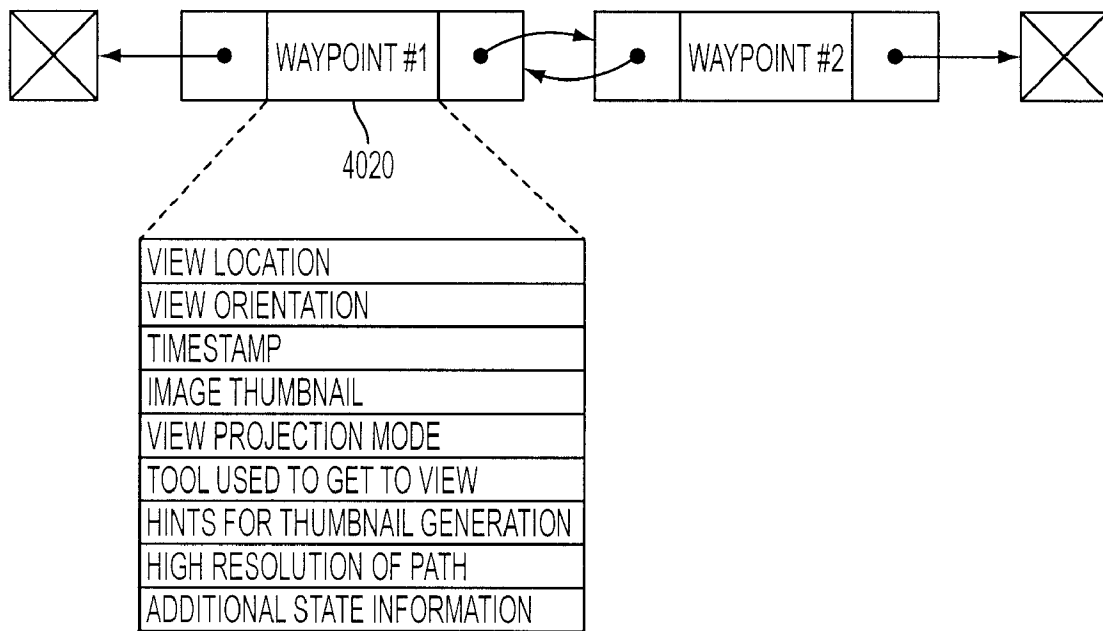 WAYPOINT #1
WAYPOINT #2
4020
VIEW LOCATION
VIEW ORIENTATION
TIMESTAMP
IMAGE THUMBNAIL
VIEW PROJECTION MODE
TOOL USED TO GET TO VIEW
HINTS FOR THUMBNAIL GENERATION
HIGH RESOLUTION OF PATH
ADDITIONAL STATE INFORMATION